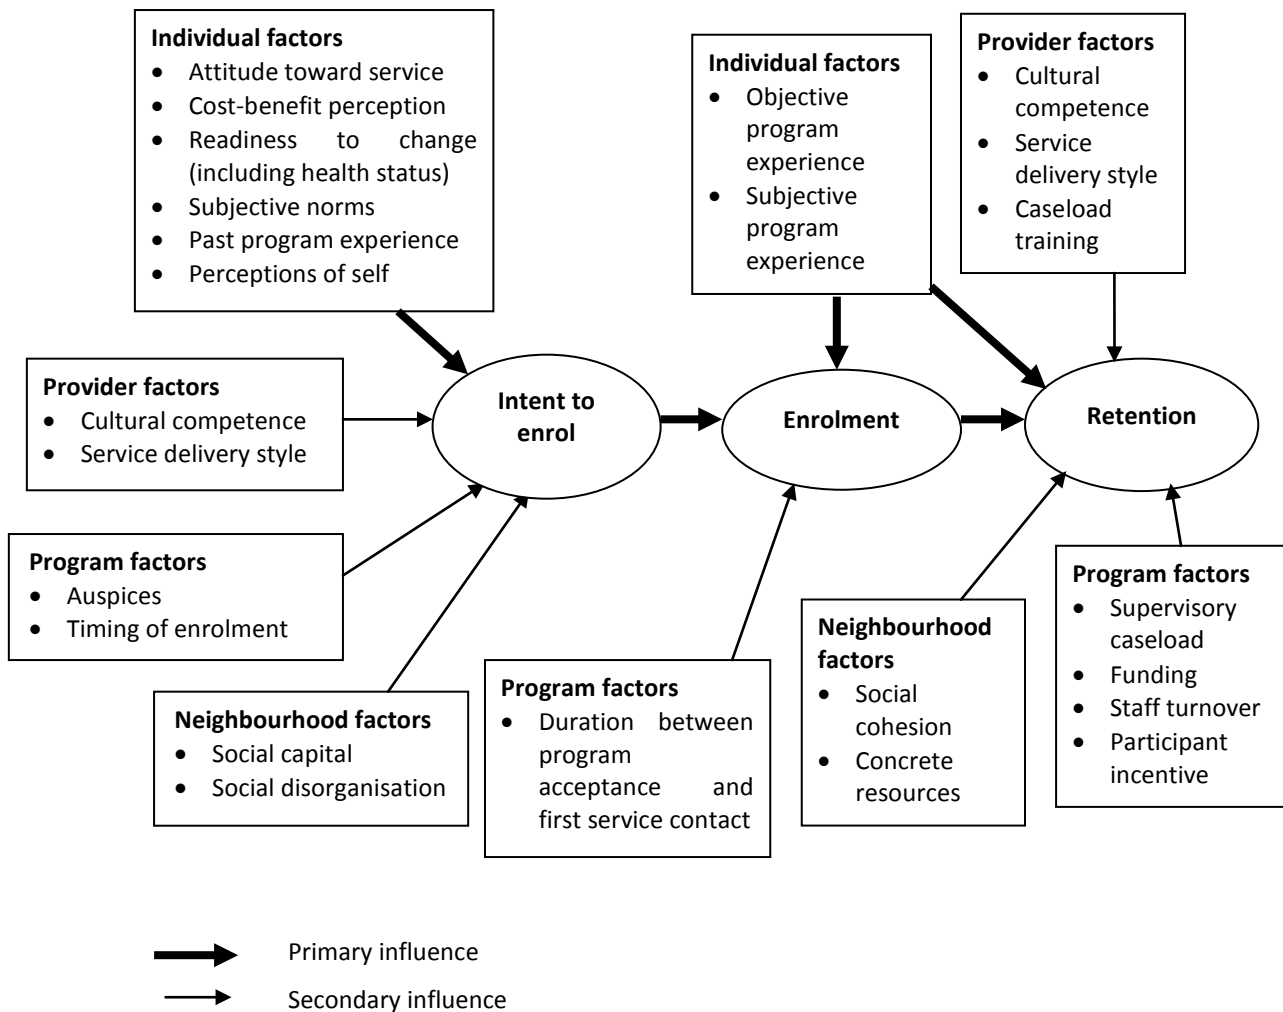 Individual factors
• Attitude toward service
• Cost-benefit perception
• Readiness to change
(including health status)
• Subjective norms
• Past program experience
• Perceptions of self
Individual factors
• Objective
program
experience
• Subjective
program
experience
Provider factors
• Cultural
competence
• Service
delivery style
• Caseload
training
Provider factors
• Cultural competence
• Service delivery style
Intent to
enrol
Enrolment
Retention
Program factors
• Auspices
• Timing of enrolment
Neighbourhood factors
• Social capital
• Social disorganisation
Program factors
• Duration between
program
acceptance and
first service contact
Neighbourhood
factors
• Social
cohesion
• Concrete
resources
Program factors
• Supervisory
caseload
• Funding
• Staff turnover
• Participant
incentive
Primary influence
Secondary influence